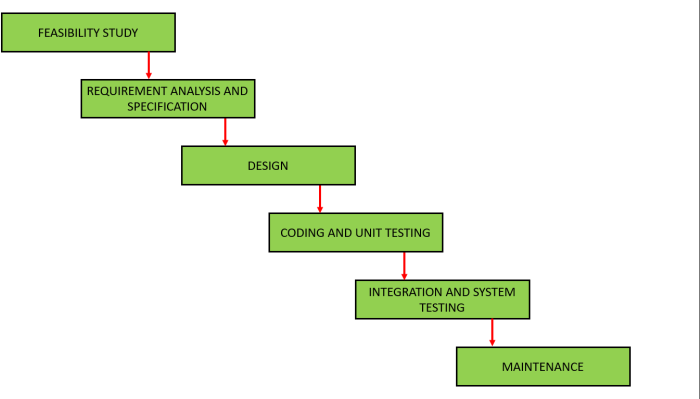 FEASIBILITY STUDY
REQUIREMENT ANALYSIS AND
SPECIFICATION
DESIGN
CODING AND UNIT TESTING
INTEGRATION AND SYSTEM
TESTING
MAINTENANCE